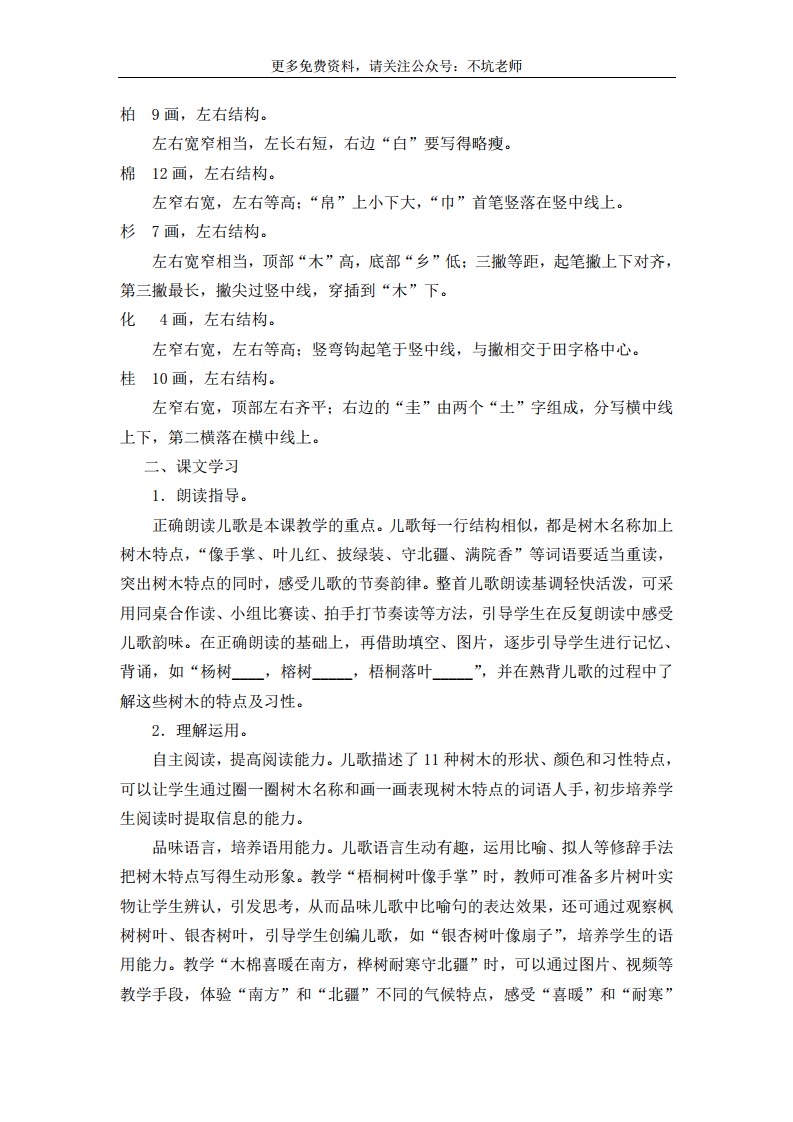 更多免费资料，请关注公众号：不坑老师
柏  9 画，左右结构。
左右宽窄相当，左长右短，右边“白”要写得略瘦。
棉  12 画，左右结构。
左窄右宽，左右等高；“帛”上小下大，“巾”首笔竖落在竖中线上。
杉  7 画，左右结构。
左右宽窄相当，顶部“木”高，底部“乡”低；三撇等距，起笔撇上下对齐，
第三撇最长，撇尖过竖中线，穿插到“木”下。
化  4 画，左右结构。
左窄右宽，左右等高；竖弯钩起笔于竖中线，与撇相交于田字格中心。
桂  10 画，左右结构。
左窄右宽，顶部左右齐平；右边的“圭”由两个“土”字组成，分写横中线
上下，第二横落在横中线上。
二、课文学习
1．朗读指导。
正确朗读儿歌是本课教学的重点。儿歌每一行结构相似，都是树木名称加上
树木特点，“像手掌、叶儿红、披绿装、守北疆、满院香”等词语要适当重读，
突出树木特点的同时，感受儿歌的节奏韵律。整首儿歌朗读基调轻快活泼，可采
用同桌合作读、小组比赛读、拍手打节奏读等方法，引导学生在反复朗读中感受
儿歌韵味。在正确朗读的基础上，再借助填空、图片，逐步引导学生进行记忆、
背诵，如“杨树____，榕树_____，梧桐落叶_____”，并在熟背儿歌的过程中了
解这些树木的特点及习性。
2．理解运用。
自主阅读，提高阅读能力。儿歌描述了 11 种树木的形状、颜色和习性特点，
可以让学生通过圈一圈树木名称和画一画表现树木特点的词语人手，初步培养学
生阅读时提取信息的能力。
品味语言，培养语用能力。儿歌语言生动有趣，运用比喻、拟人等修辞手法
把树木特点写得生动形象。教学“梧桐树叶像手掌”时，教师可准备多片树叶实
物让学生辨认，引发思考，从而品味儿歌中比喻句的表达效果，还可通过观察枫
树树叶、银杏树叶，引导学生创编儿歌，如“银杏树叶像扇子”，培养学生的语
用能力。教学“木棉喜暖在南方，桦树耐寒守北疆”时，可以通过图片、视频等
教学手段，体验“南方”和“北疆”不同的气候特点，感受“喜暖”和“耐寒”